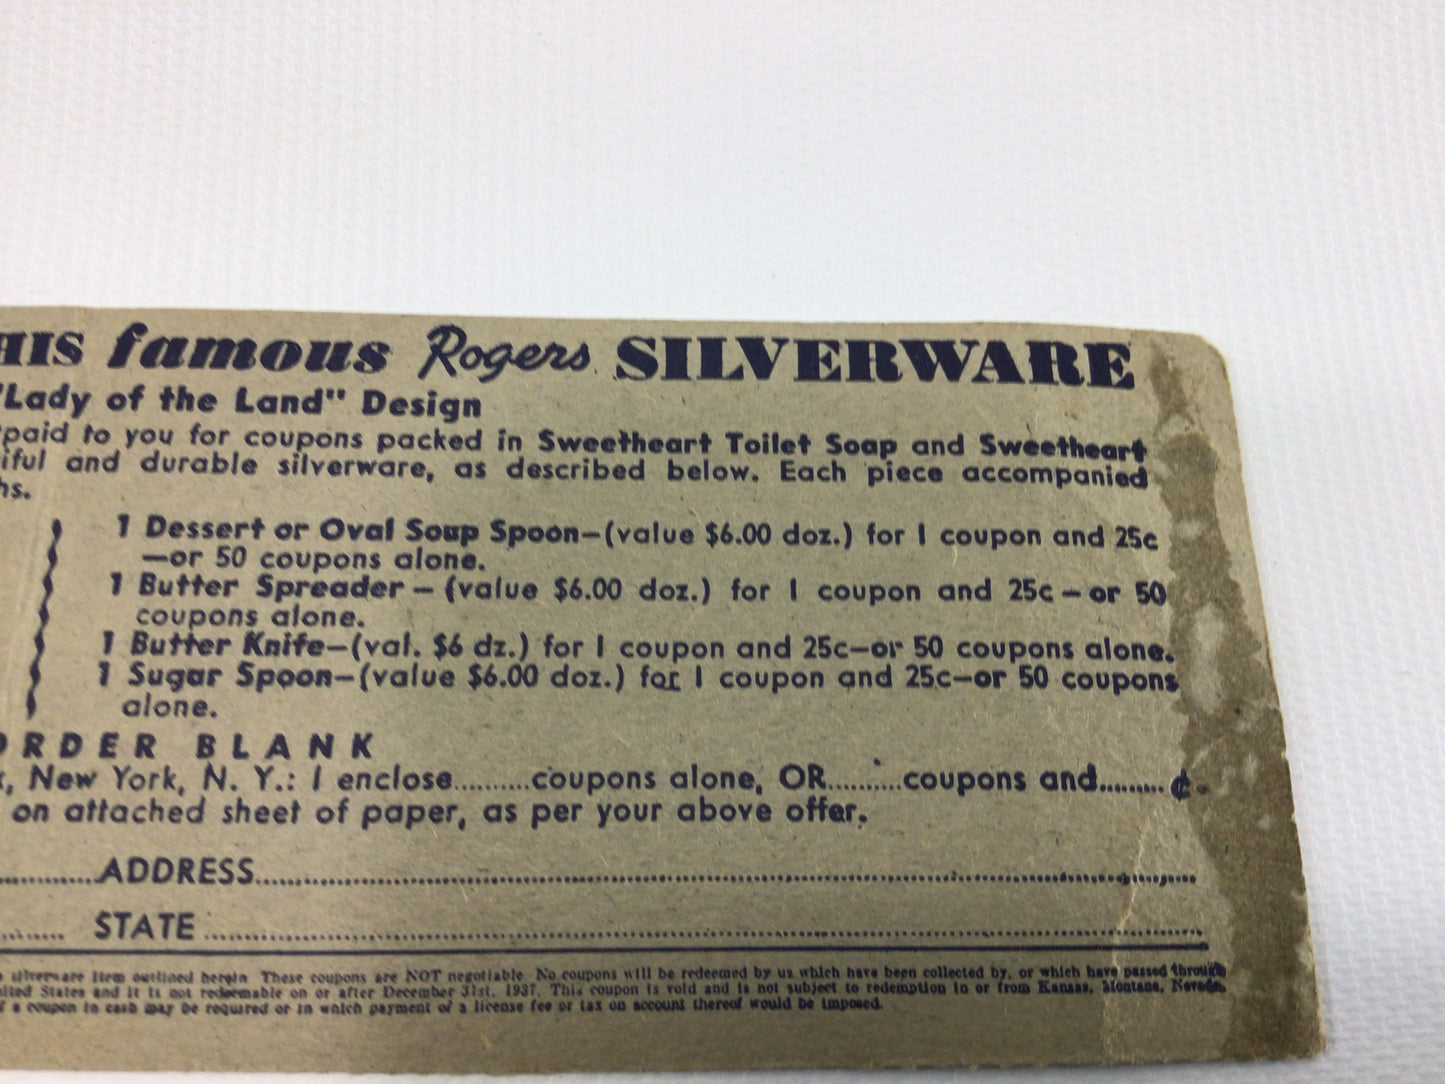 HIS famous Rogers SILVERWARE
"Lady of the Land" Design
paid to you for coupons packed in Sweetheart Toilet Soap and Sweetheart
iful and durable silverware, as described below. Each piece accompanied
hs.
1 Dessert or Oval Soup Spoon—(value $6.00 doz.) for 1 coupon and 25c
—or 50 coupons alone.
1 Butter Spreader — (value $6.00 doz.) for 1 coupon and 25c — or 50
coupons alone.
1 Butter Knife—(val. $6 dz.) for 1 coupon and 25c—or 50 coupons alone.
1 Sugar Spoon—(value $6.00 doz.) for 1 coupon and 25c—or 50 coupons
alone.
ORDER BLANK
, New York, N. Y.: I enclose..........coupons alone, OR..........coupons and.........¢
on attached sheet of paper, as per your above offer.
ADDRESS
STATE
silverware item outlined herein. These coupons are NOT negotiable. No coupons will be redeemed by us which have been collected by, or which have passed through
ited States and it is not redeemable on or after December 31st, 1937. This coupon is void and is not subject to redemption in or from Kansas, Montana, Nevada,
a coupon in cash may be required or in which payment of a license fee or tax on account thereof would be imposed.